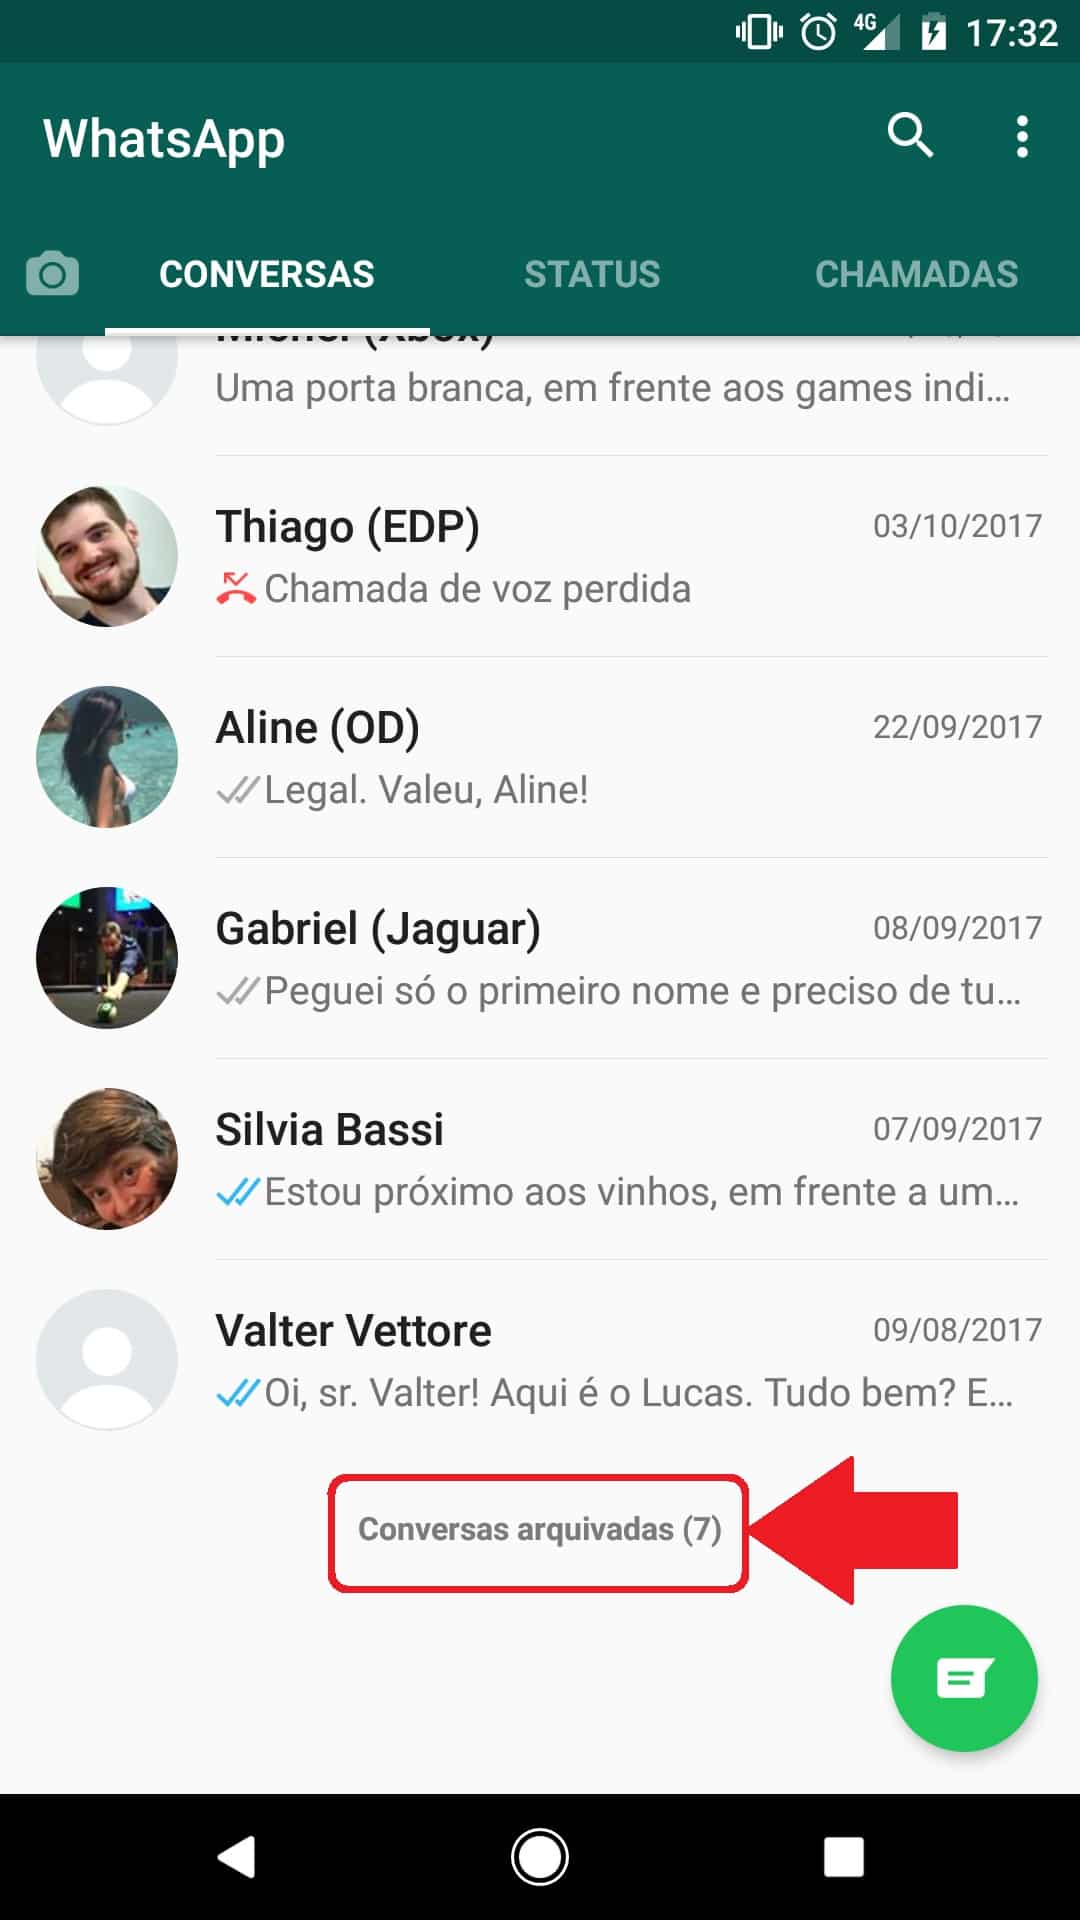 4G 17:32
WhatsApp
CONVERSAS STATUS CHAMADAS
(Xbox)
Uma porta branca, em frente aos games indi...
Thiago (EDP) 03/10/2017
Chamada de voz perdida
Aline (OD) 22/09/2017
Legal. Valeu, Aline!
Gabriel (Jaguar) 08/09/2017
Peguei só o primeiro nome e preciso de tu...
Silvia Bassi 07/09/2017
Estou próximo aos vinhos, em frente a um...
Valter Vettore 09/08/2017
Oi, sr. Valter! Aqui é o Lucas. Tudo bem? E...
Conversas arquivadas (7)